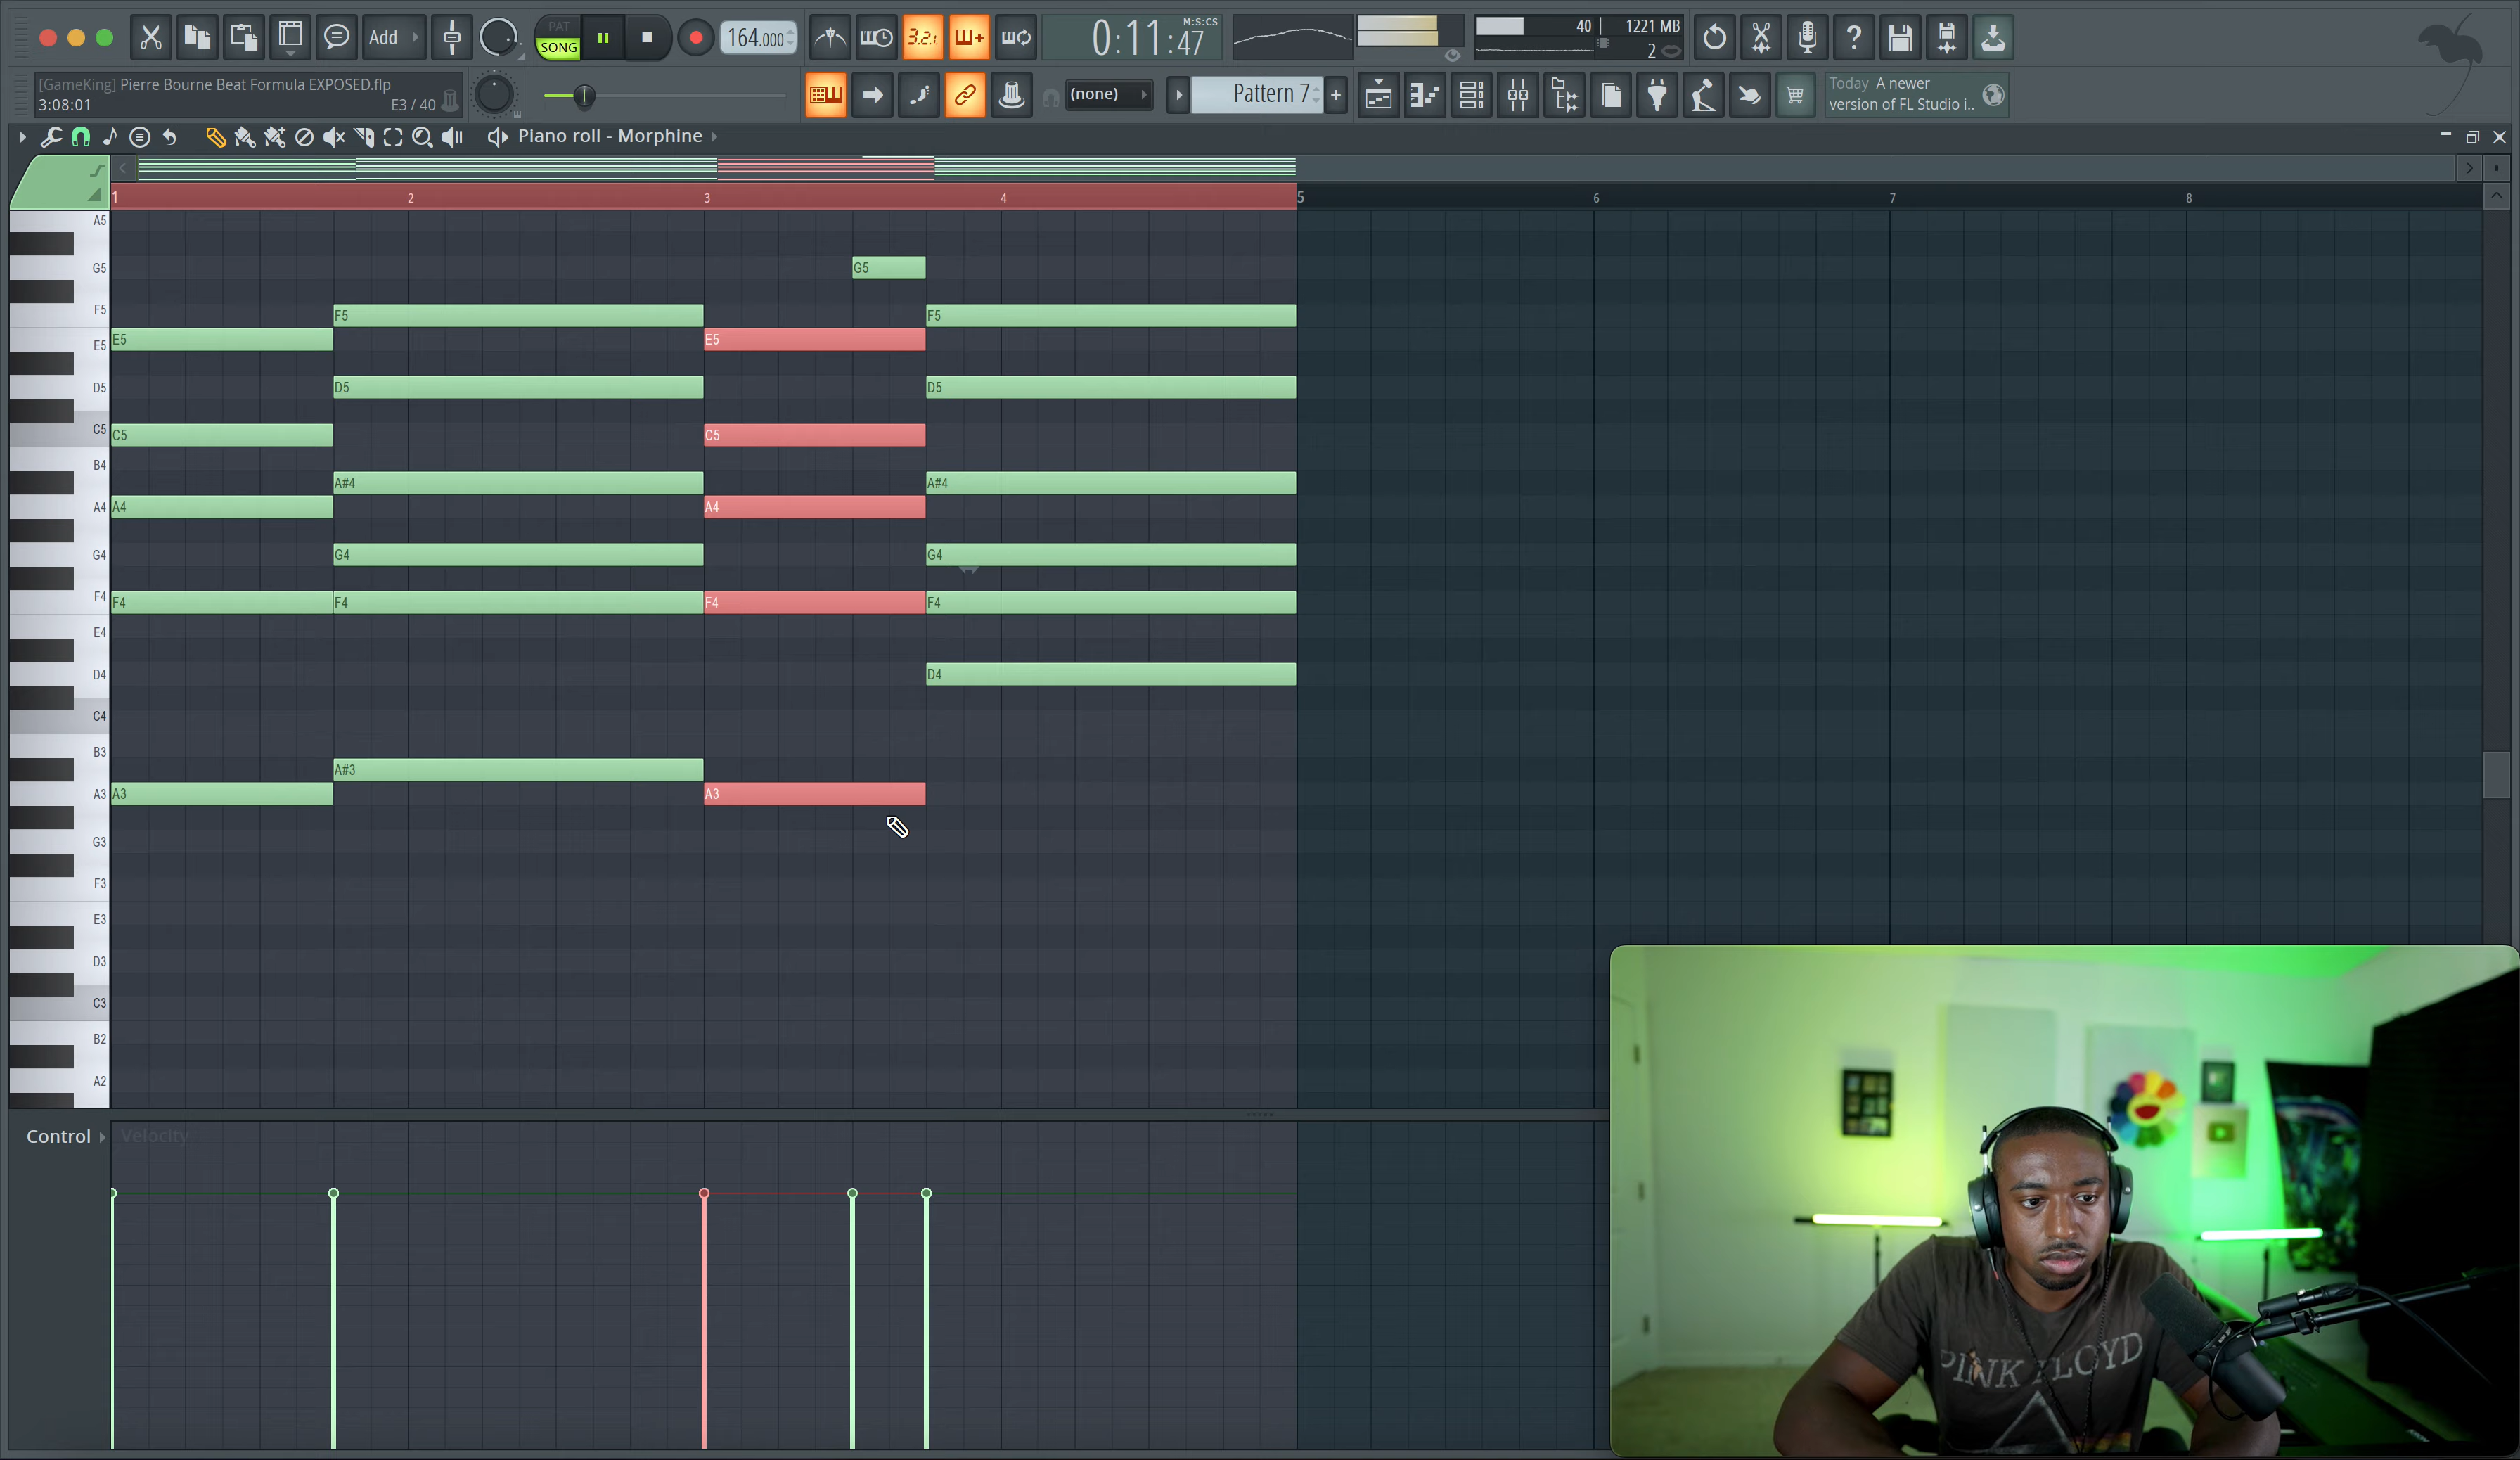 Add
PAT
SONG
164.000
3.2.
0:11:47
M:S:CS
40
1221 MB
2
?
[GameKing] Pierre Bourne Beat Formula EXPOSED.flp
3:08:01
E3 / 40
(none)
Pattern 7
+
Today A newer
version of FL Studio i..
Piano roll - Morphine
1 2 3 4 5 6 7 8
A5
G5 G5
F5 F5 F5
E5 E5 E5
D5 D5 D5
C5 C5 C5
B4
A#4 A#4
A4 A4 A4
G4 G4 G4
F4 F4 F4 F4 F4
E4
D4 D4
C4
B3
A#3
A3 A3 A3
G3
F3
E3
D3
C3
B2
A2
Control Velocity
PINK FLOYD